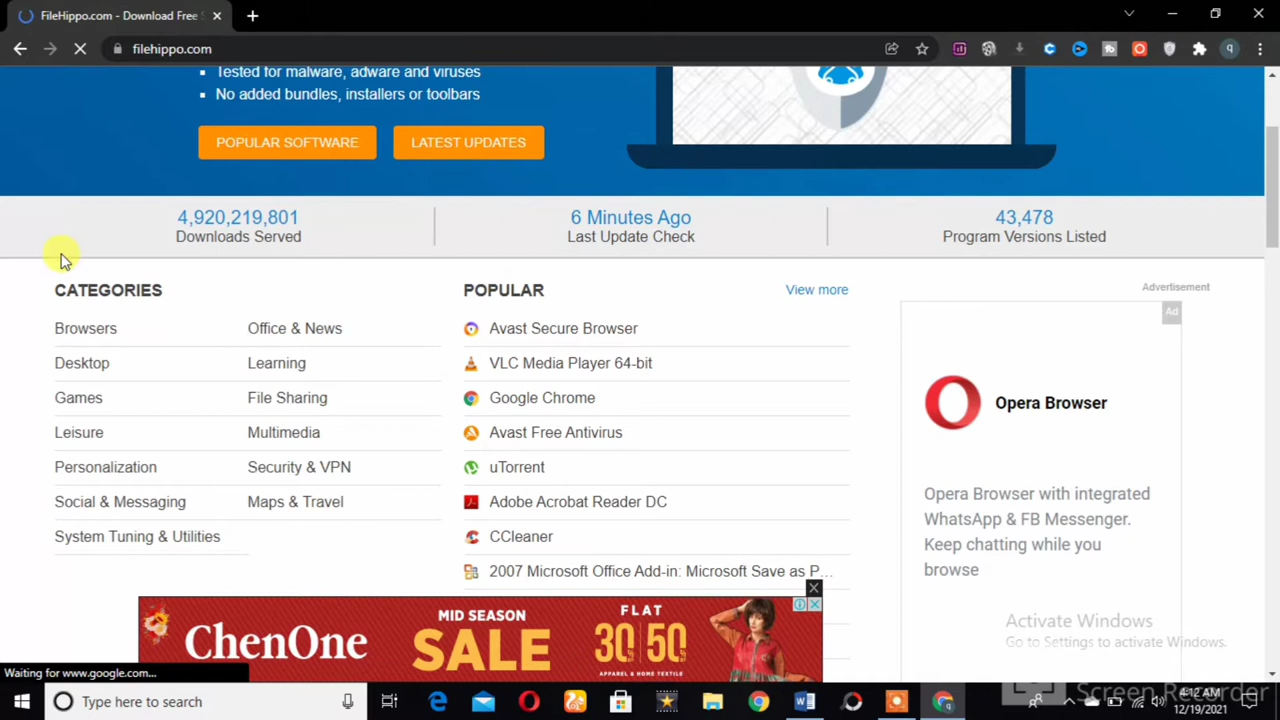 FileHippo.com - Download Free S
filehippo.com
q
Tested for malware, adware and viruses
No added bundles, installers or toolbars
POPULAR SOFTWARE
LATEST UPDATES
4,920,219,801
Downloads Served
6 Minutes Ago
Last Update Check
43,478
Program Versions Listed
CATEGORIES
Browsers
Office & News
Desktop
Learning
Games
File Sharing
Leisure
Multimedia
Personalization
Security & VPN
Social & Messaging
Maps & Travel
System Tuning & Utilities
POPULAR
View more
Avast Secure Browser
VLC Media Player 64-bit
Google Chrome
Avast Free Antivirus
uTorrent
Adobe Acrobat Reader DC
CCleaner
2007 Microsoft Office Add-in: Microsoft Save as P...
Advertisement
Ad
Opera Browser
Opera Browser with integrated
WhatsApp & FB Messenger.
Keep chatting while you
browse
ChenOne
MID SEASON
SALE
FLAT
30% 50%
APPAREL & HOME TEXTILE
Activate Windows
Go to Settings to activate Windows.
Waiting for www.google.com...
Type here to search
Screen Recorder
4:12 AM
12/19/2021